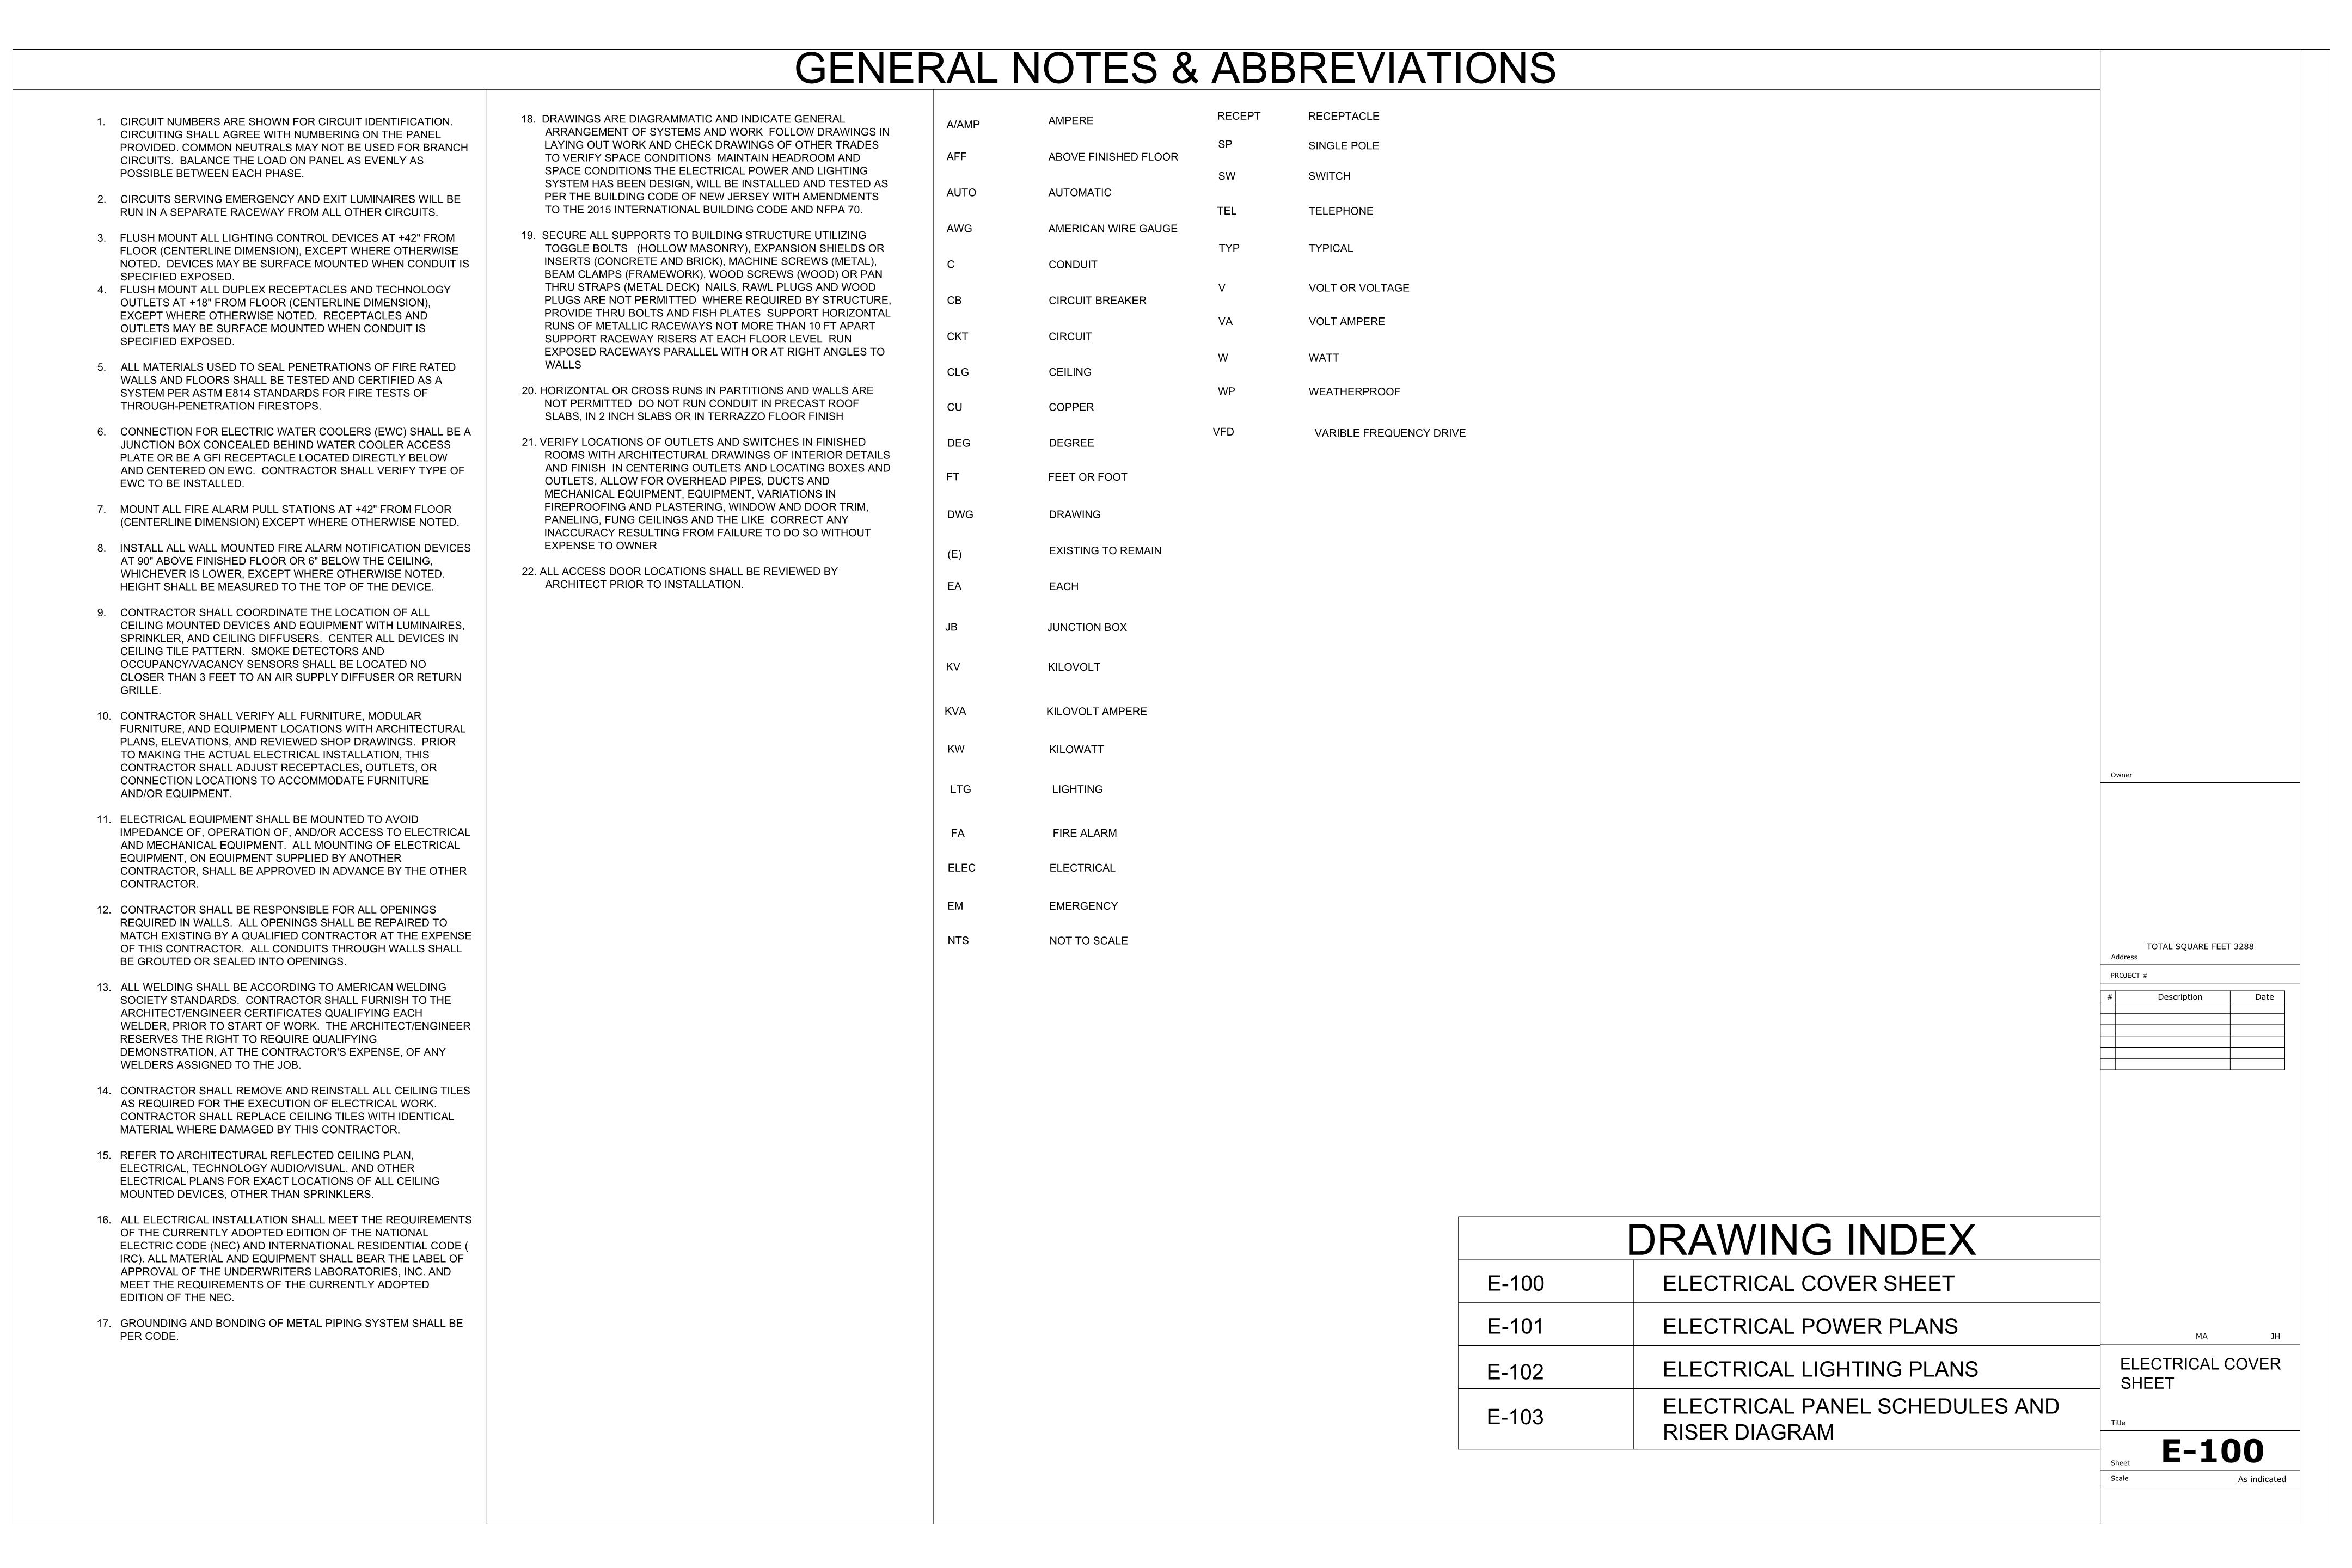 GENERAL NOTES & ABBREVIATIONS
1. CIRCUIT NUMBERS ARE SHOWN FOR CIRCUIT IDENTIFICATION.
CIRCUITING SHALL AGREE WITH NUMBERING ON THE PANEL
PROVIDED. COMMON NEUTRALS MAY NOT BE USED FOR BRANCH
CIRCUITS. BALANCE THE LOAD ON PANEL AS EVENLY AS
POSSIBLE BETWEEN EACH PHASE.
2. CIRCUITS SERVING EMERGENCY AND EXIT LUMINAIRES WILL BE
RUN IN A SEPARATE RACEWAY FROM ALL OTHER CIRCUITS.
3. FLUSH MOUNT ALL LIGHTING CONTROL DEVICES AT +42" FROM
FLOOR (CENTERLINE DIMENSION), EXCEPT WHERE OTHERWISE
NOTED. DEVICES MAY BE SURFACE MOUNTED WHEN CONDUIT IS
SPECIFIED EXPOSED.
4. FLUSH MOUNT ALL DUPLEX RECEPTACLES AND TECHNOLOGY
OUTLETS AT +18" FROM FLOOR (CENTERLINE DIMENSION),
EXCEPT WHERE OTHERWISE NOTED. RECEPTACLES AND
OUTLETS MAY BE SURFACE MOUNTED WHEN CONDUIT IS
SPECIFIED EXPOSED.
5. ALL MATERIALS USED TO SEAL PENETRATIONS OF FIRE RATED
WALLS AND FLOORS SHALL BE TESTED AND CERTIFIED AS A
SYSTEM PER ASTM E814 STANDARDS FOR FIRE TESTS OF
THROUGH-PENETRATION FIRESTOPS.
6. CONNECTION FOR ELECTRIC WATER COOLERS (EWC) SHALL BE A
JUNCTION BOX CONCEALED BEHIND WATER COOLER ACCESS
PLATE OR BE A GFI RECEPTACLE LOCATED DIRECTLY BELOW
AND CENTERED ON EWC. CONTRACTOR SHALL VERIFY TYPE OF
EWC TO BE INSTALLED.
7. MOUNT ALL FIRE ALARM PULL STATIONS AT +42" FROM FLOOR
(CENTERLINE DIMENSION) EXCEPT WHERE OTHERWISE NOTED.
8. INSTALL ALL WALL MOUNTED FIRE ALARM NOTIFICATION DEVICES
AT 90" ABOVE FINISHED FLOOR OR 6" BELOW THE CEILING,
WHICHEVER IS LOWER, EXCEPT WHERE OTHERWISE NOTED.
HEIGHT SHALL BE MEASURED TO THE TOP OF THE DEVICE.
9. CONTRACTOR SHALL COORDINATE THE LOCATION OF ALL
CEILING MOUNTED DEVICES AND EQUIPMENT WITH LUMINAIRES,
SPRINKLER, AND CEILING DIFFUSERS. CENTER ALL DEVICES IN
CEILING TILE PATTERN. SMOKE DETECTORS AND
OCCUPANCY/VACANCY SENSORS SHALL BE LOCATED NO
CLOSER THAN 3 FEET TO AN AIR SUPPLY DIFFUSER OR RETURN
GRILLE.
10. CONTRACTOR SHALL VERIFY ALL FURNITURE, MODULAR
FURNITURE, AND EQUIPMENT LOCATIONS WITH ARCHITECTURAL
PLANS, ELEVATIONS, AND REVIEWED SHOP DRAWINGS. PRIOR
TO MAKING THE ACTUAL ELECTRICAL INSTALLATION, THIS
CONTRACTOR SHALL ADJUST RECEPTACLES, OUTLETS, OR
CONNECTION LOCATIONS TO ACCOMMODATE FURNITURE
AND/OR EQUIPMENT.
11. ELECTRICAL EQUIPMENT SHALL BE MOUNTED TO AVOID
IMPEDANCE OF, OPERATION OF, AND/OR ACCESS TO ELECTRICAL
AND MECHANICAL EQUIPMENT. ALL MOUNTING OF ELECTRICAL
EQUIPMENT, ON EQUIPMENT SUPPLIED BY ANOTHER
CONTRACTOR, SHALL BE APPROVED IN ADVANCE BY THE OTHER
CONTRACTOR.
12. CONTRACTOR SHALL BE RESPONSIBLE FOR ALL OPENINGS
REQUIRED IN WALLS. ALL OPENINGS SHALL BE REPAIRED TO
MATCH EXISTING BY A QUALIFIED CONTRACTOR AT THE EXPENSE
OF THIS CONTRACTOR. ALL CONDUITS THROUGH WALLS SHALL
BE GROUTED OR SEALED INTO OPENINGS.
13. ALL WELDING SHALL BE ACCORDING TO AMERICAN WELDING
SOCIETY STANDARDS. CONTRACTOR SHALL FURNISH TO THE
ARCHITECT/ENGINEER CERTIFICATES QUALIFYING EACH
WELDER, PRIOR TO START OF WORK. THE ARCHITECT/ENGINEER
RESERVES THE RIGHT TO REQUIRE QUALIFYING
DEMONSTRATION, AT THE CONTRACTOR'S EXPENSE, OF ANY
WELDERS ASSIGNED TO THE JOB.
14. CONTRACTOR SHALL REMOVE AND REINSTALL ALL CEILING TILES
AS REQUIRED FOR THE EXECUTION OF ELECTRICAL WORK.
CONTRACTOR SHALL REPLACE CEILING TILES WITH IDENTICAL
MATERIAL WHERE DAMAGED BY THIS CONTRACTOR.
15. REFER TO ARCHITECTURAL REFLECTED CEILING PLAN,
ELECTRICAL, TECHNOLOGY AUDIO/VISUAL, AND OTHER
ELECTRICAL PLANS FOR EXACT LOCATIONS OF ALL CEILING
MOUNTED DEVICES, OTHER THAN SPRINKLERS.
16. ALL ELECTRICAL INSTALLATION SHALL MEET THE REQUIREMENTS
OF THE CURRENTLY ADOPTED EDITION OF THE NATIONAL
ELECTRIC CODE (NEC) AND INTERNATIONAL RESIDENTIAL CODE (
IRC). ALL MATERIAL AND EQUIPMENT SHALL BEAR THE LABEL OF
APPROVAL OF THE UNDERWRITERS LABORATORIES, INC. AND
MEET THE REQUIREMENTS OF THE CURRENTLY ADOPTED
EDITION OF THE NEC.
17. GROUNDING AND BONDING OF METAL PIPING SYSTEM SHALL BE
PER CODE.
18. DRAWINGS ARE DIAGRAMMATIC AND INDICATE GENERAL
ARRANGEMENT OF SYSTEMS AND WORK FOLLOW DRAWINGS IN
LAYING OUT WORK AND CHECK DRAWINGS OF OTHER TRADES
TO VERIFY SPACE CONDITIONS MAINTAIN HEADROOM AND
SPACE CONDITIONS THE ELECTRICAL POWER AND LIGHTING
SYSTEM HAS BEEN DESIGN, WILL BE INSTALLED AND TESTED AS
PER THE BUILDING CODE OF NEW JERSEY WITH AMENDMENTS
TO THE 2015 INTERNATIONAL BUILDING CODE AND NFPA 70.
19. SECURE ALL SUPPORTS TO BUILDING STRUCTURE UTILIZING
TOGGLE BOLTS (HOLLOW MASONRY), EXPANSION SHIELDS OR
INSERTS (CONCRETE AND BRICK), MACHINE SCREWS (METAL),
BEAM CLAMPS (FRAMEWORK), WOOD SCREWS (WOOD) OR PAN
THRU STRAPS (METAL DECK) NAILS, RAWL PLUGS AND WOOD
PLUGS ARE NOT PERMITTED WHERE REQUIRED BY STRUCTURE,
PROVIDE THRU BOLTS AND FISH PLATES SUPPORT HORIZONTAL
RUNS OF METALLIC RACEWAYS NOT MORE THAN 10 FT APART
SUPPORT RACEWAY RISERS AT EACH FLOOR LEVEL RUN
EXPOSED RACEWAYS PARALLEL WITH OR AT RIGHT ANGLES TO
WALLS
20. HORIZONTAL OR CROSS RUNS IN PARTITIONS AND WALLS ARE
NOT PERMITTED DO NOT RUN CONDUIT IN PRECAST ROOF
SLABS, IN 2 INCH SLABS OR IN TERRAZZO FLOOR FINISH
21. VERIFY LOCATIONS OF OUTLETS AND SWITCHES IN FINISHED
ROOMS WITH ARCHITECTURAL DRAWINGS OF INTERIOR DETAILS
AND FINISH IN CENTERING OUTLETS AND LOCATING BOXES AND
OUTLETS, ALLOW FOR OVERHEAD PIPES, DUCTS AND
MECHANICAL EQUIPMENT, EQUIPMENT, VARIATIONS IN
FIREPROOFING AND PLASTERING, WINDOW AND DOOR TRIM,
PANELING, FUNG CEILINGS AND THE LIKE CORRECT ANY
INACCURACY RESULTING FROM FAILURE TO DO SO WITHOUT
EXPENSE TO OWNER
22. ALL ACCESS DOOR LOCATIONS SHALL BE REVIEWED BY
ARCHITECT PRIOR TO INSTALLATION.
A/AMP AMPERE
AFF ABOVE FINISHED FLOOR
AUTO AUTOMATIC
AWG AMERICAN WIRE GAUGE
C CONDUIT
CB CIRCUIT BREAKER
CKT CIRCUIT
CLG CEILING
CU COPPER
DEG DEGREE
FT FEET OR FOOT
DWG DRAWING
(E) EXISTING TO REMAIN
EA EACH
JB JUNCTION BOX
KV KILOVOLT
KVA KILOVOLT AMPERE
KW KILOWATT
LTG LIGHTING
FA FIRE ALARM
ELEC ELECTRICAL
EM EMERGENCY
NTS NOT TO SCALE
RECEPT RECEPTACLE
SP SINGLE POLE
SW SWITCH
TEL TELEPHONE
TYP TYPICAL
V VOLT OR VOLTAGE
VA VOLT AMPERE
W WATT
WP WEATHERPROOF
VFD VARIBLE FREQUENCY DRIVE
DRAWING INDEX
E-100 ELECTRICAL COVER SHEET
E-101 ELECTRICAL POWER PLANS
E-102 ELECTRICAL LIGHTING PLANS
E-103 ELECTRICAL PANEL SCHEDULES AND
RISER DIAGRAM
Owner
TOTAL SQUARE FEET 3288
Address
PROJECT #
# Description Date
MA JH
ELECTRICAL COVER
SHEET
Title
Sheet E-100
Scale As indicated